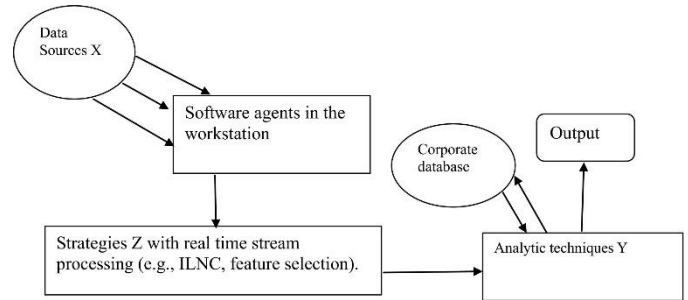 Data
Sources X
Software agents in the
workstation
Corporate
database
Output
Strategies Z with real time stream
processing (e.g., ILNC, feature selection).
Analytic techniques Y